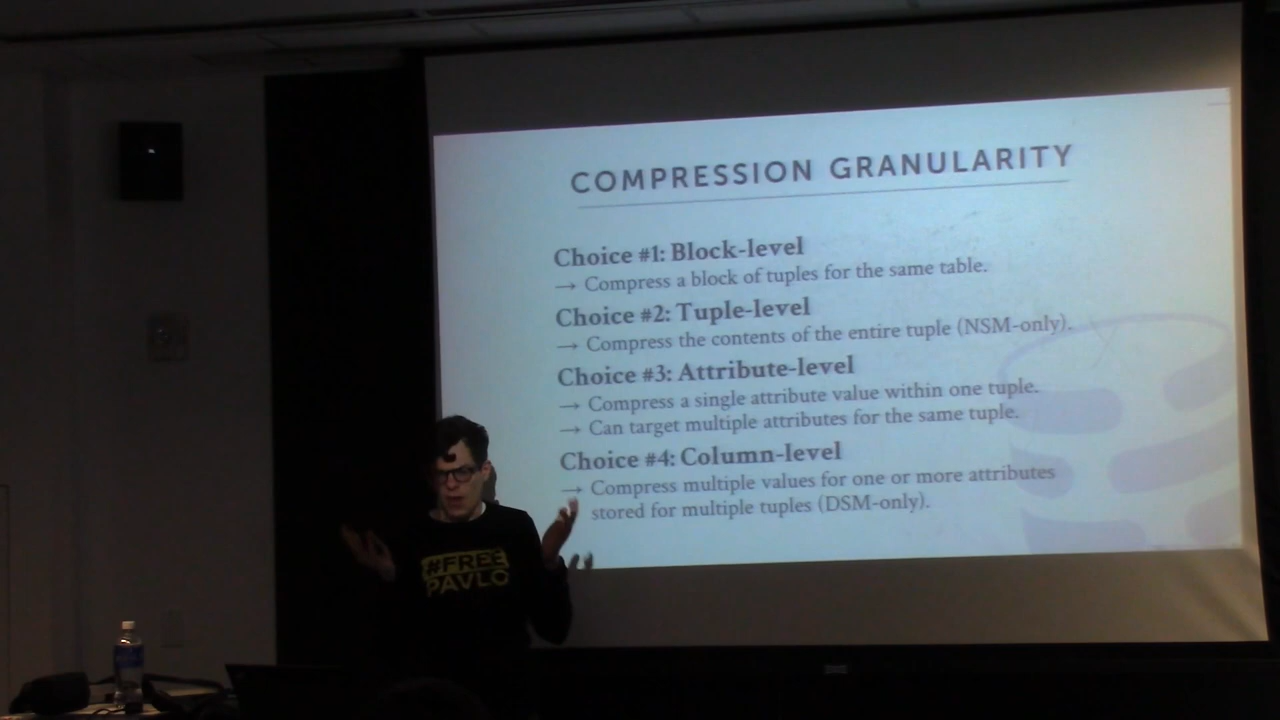 COMPRESSION GRANULARITY
Choice #1: Block-level
→ Compress a block of tuples for the same table.
Choice #2: Tuple-level
→ Compress the contents of the entire tuple (NSM-only).
Choice #3: Attribute-level
→ Compress a single attribute value within one tuple.
→ Can target multiple attributes for the same tuple.
Choice #4: Column-level
→ Compress multiple values for one or more attributes
stored for multiple tuples (DSM-only).
#FREE
PAVLO